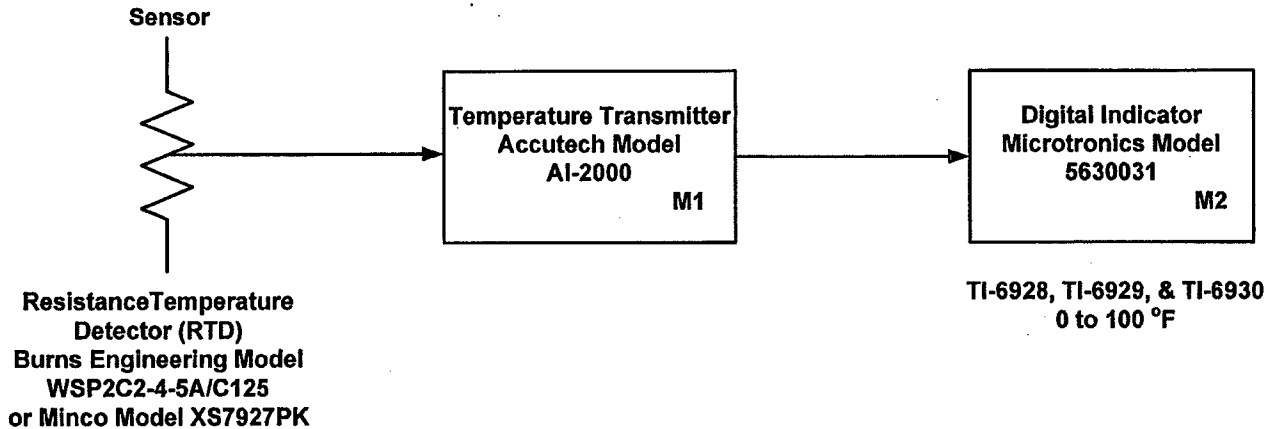 Sensor
Temperature Transmitter
Accutech Model
AI-2000
M1
Digital Indicator
Microtronics Model
5630031
M2
ResistanceTemperature
Detector (RTD)
Burns Engineering Model
WSP2C2-4-5A/C125
or Minco Model XS7927PK
TI-6928, TI-6929, & TI-6930
0 to 100 °F